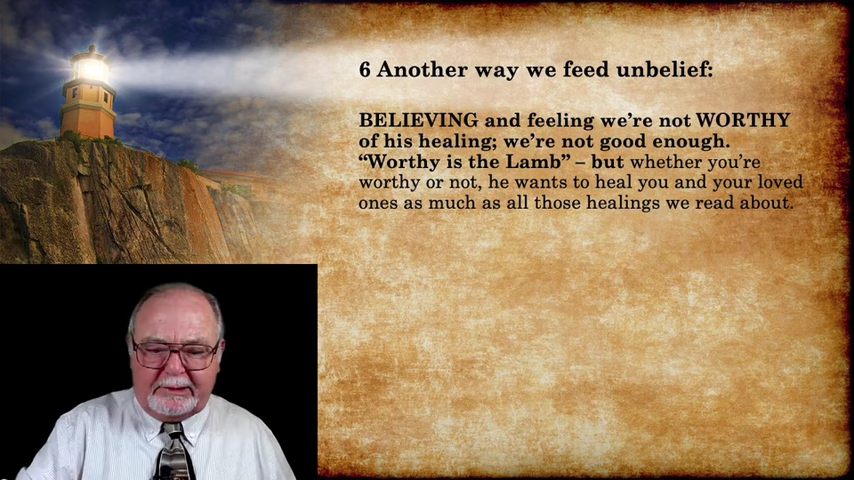 6 Another way we feed unbelief:
BELIEVING and feeling we’re not WORTHY
of his healing; we’re not good enough.
“Worthy is the Lamb” – but whether you’re
worthy or not, he wants to heal you and your loved
ones as much as all those healings we read about.